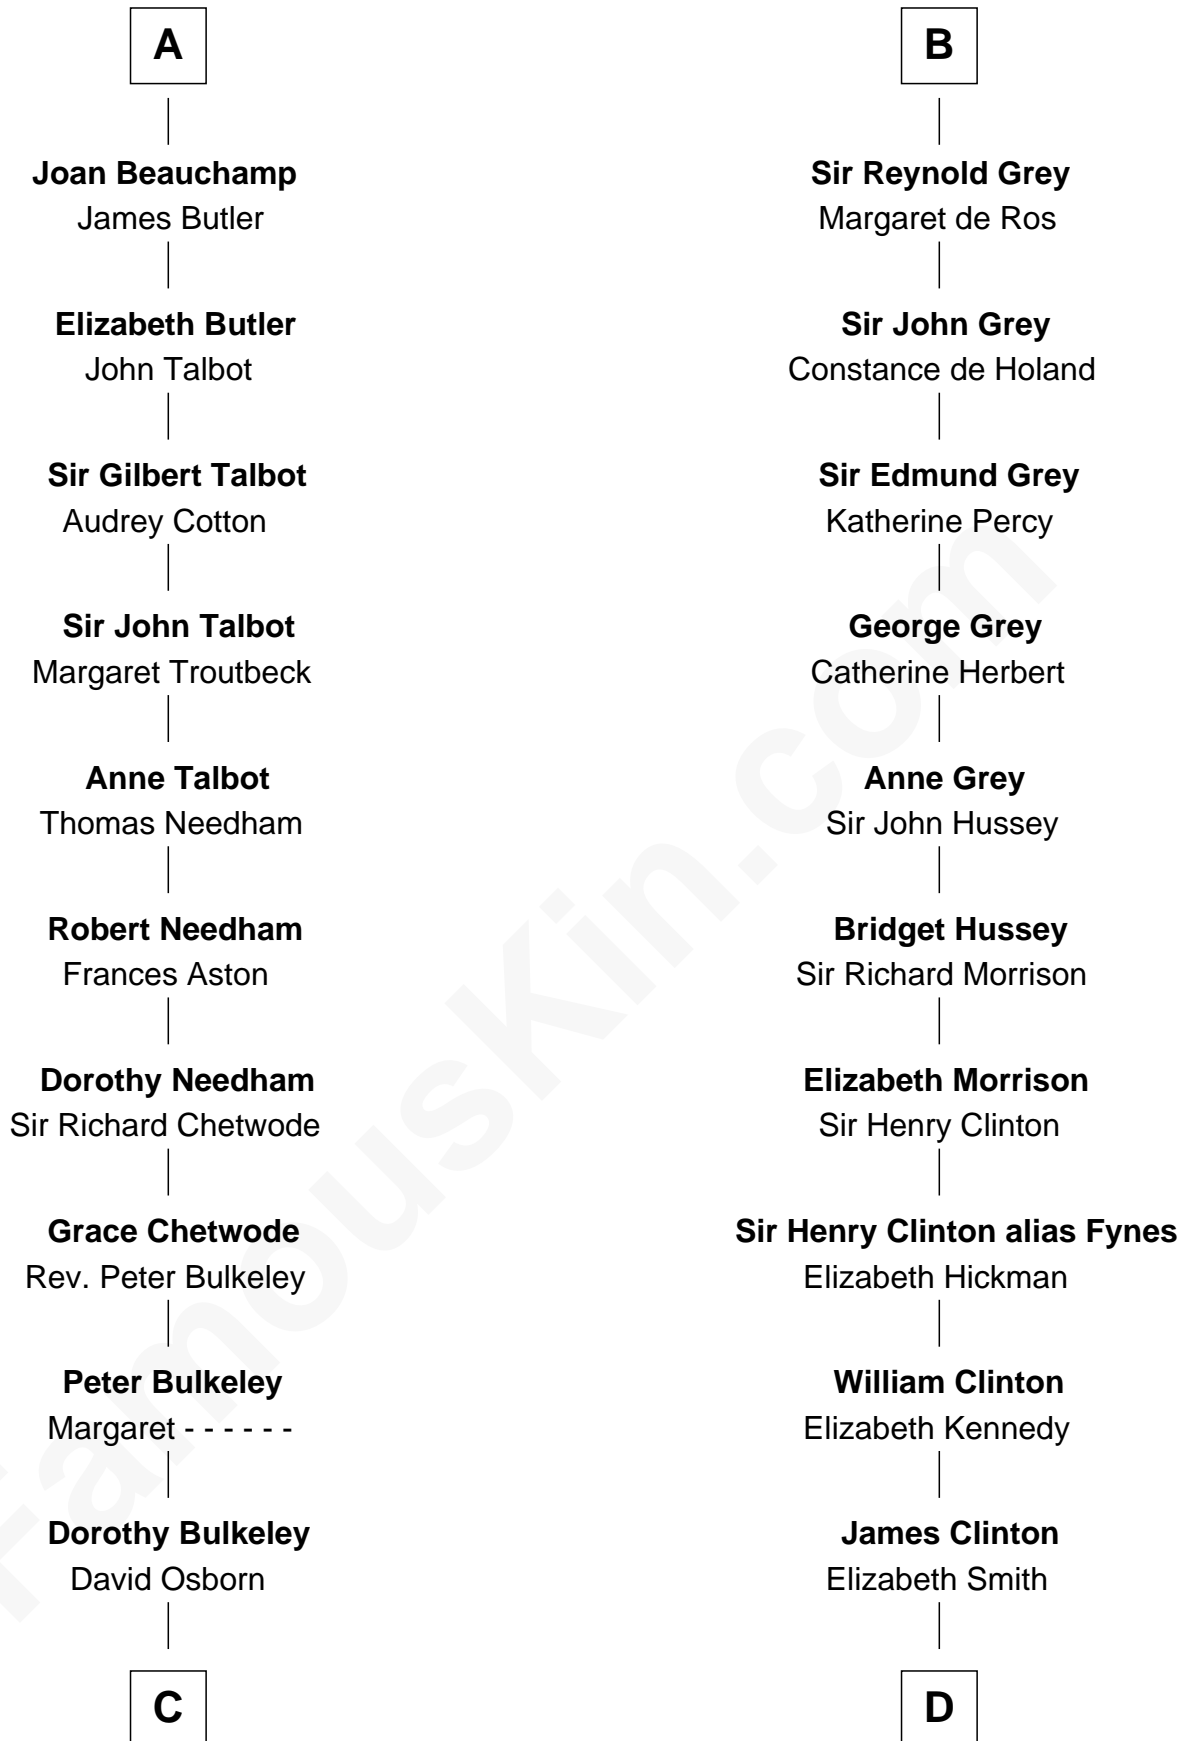 A
Joan Beauchamp
James Butler
Elizabeth Butler
John Talbot
Sir Gilbert Talbot
Audrey Cotton
Sir John Talbot
Margaret Troutbeck
Anne Talbot
Thomas Needham
Robert Needham
Frances Aston
Dorothy Needham
Sir Richard Chetwode
Grace Chetwode
Rev. Peter Bulkeley
Peter Bulkeley
Margaret - - - - - -
Dorothy Bulkeley
David Osborn
C
B
Sir Reynold Grey
Margaret de Ros
Sir John Grey
Constance de Holand
Sir Edmund Grey
Katherine Percy
George Grey
Catherine Herbert
Anne Grey
Sir John Hussey
Bridget Hussey
Sir Richard Morrison
Elizabeth Morrison
Sir Henry Clinton
Sir Henry Clinton alias Fynes
Elizabeth Hickman
William Clinton
Elizabeth Kennedy
James Clinton
Elizabeth Smith
D
FamousKin.com